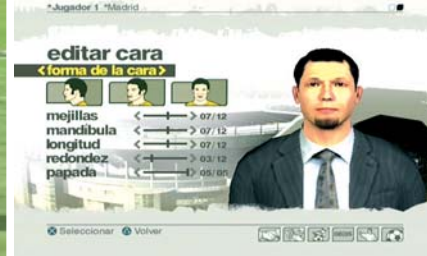 *Jugador 1 *Madrid
editar cara
<forma de la cara>
mejillas < > 07/12
mandíbula < > 07/12
longitud < > 07/12
redondez < > 03/12
papada < > 05/05
Seleccionar Volver